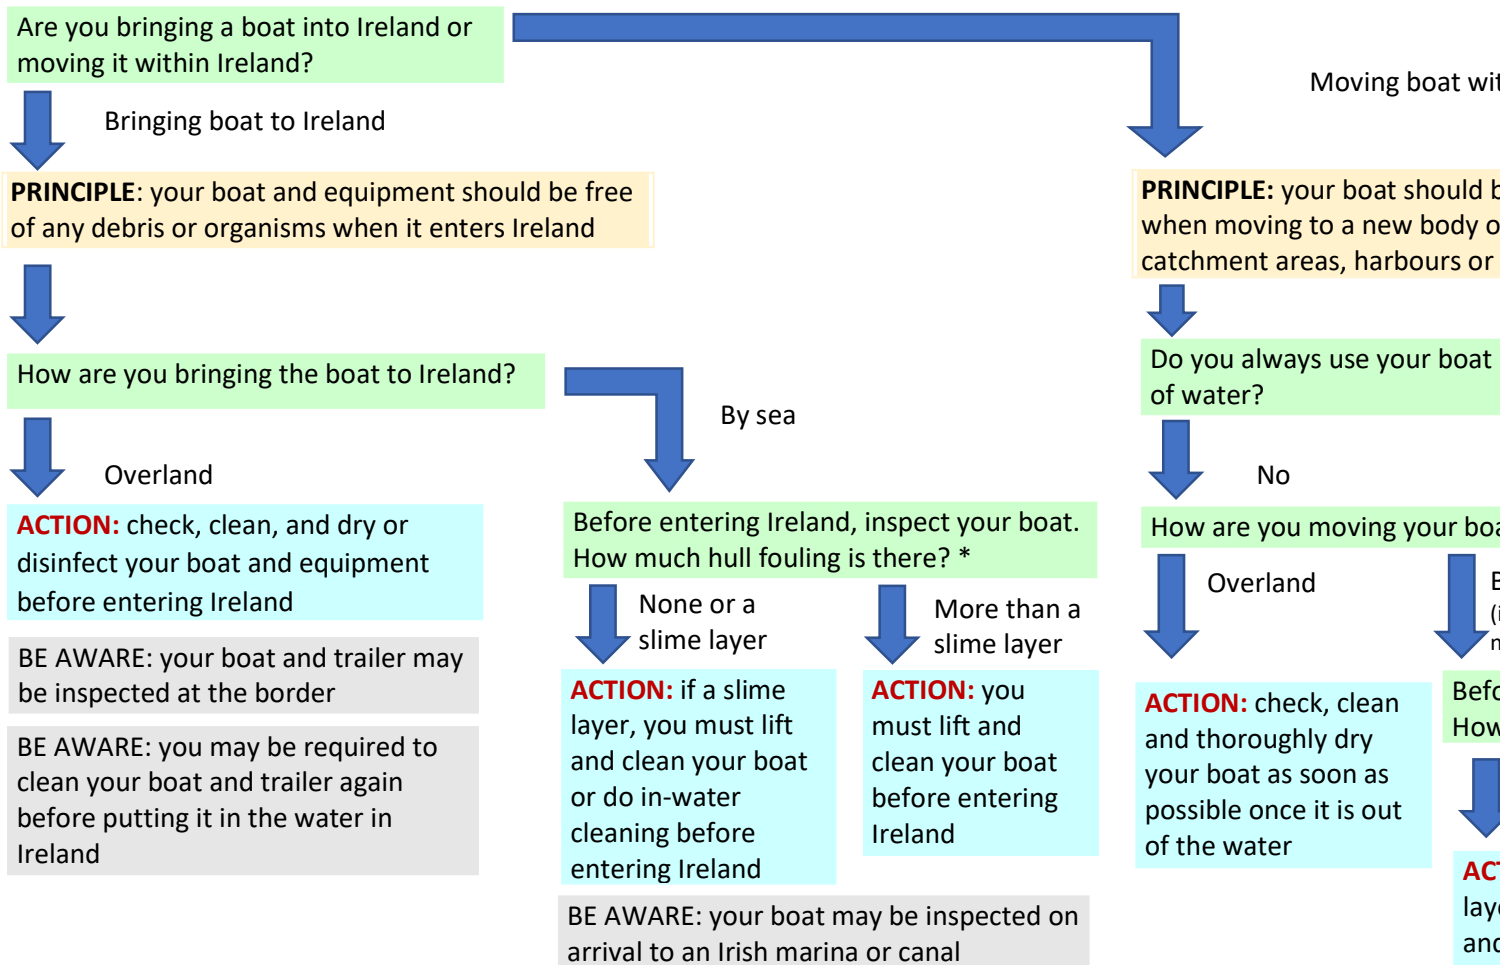 Are you bringing a boat into Ireland or
moving it within Ireland?
Bringing boat to Ireland
PRINCIPLE: your boat and equipment should be free
of any debris or organisms when it enters Ireland
How are you bringing the boat to Ireland?
Overland
ACTION: check, clean, and dry or
disinfect your boat and equipment
before entering Ireland
BE AWARE: your boat and trailer may
be inspected at the border
BE AWARE: you may be required to
clean your boat and trailer again
before putting it in the water in
Ireland
By sea
Before entering Ireland, inspect your boat.
How much hull fouling is there? *
None or a
slime layer
ACTION: if a slime
layer, you must lift
and clean your boat
or do in-water
cleaning before
entering Ireland
More than a
slime layer
ACTION: you
must lift and
clean your boat
before entering
Ireland
BE AWARE: your boat may be inspected on
arrival to an Irish marina or canal
Moving boat
PRINCIPLE: your boat should
when moving to a new body
catchment areas, harbours or
Do you always use your boat
of water?
No
How are you moving your
Overland
ACTION: check, clean
and thoroughly dry
your boat as soon as
possible once it is out
of the water
How